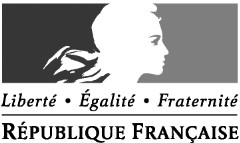 Liberté • Égalité • Fraternité
RÉPUBLIQUE FRANÇAISE